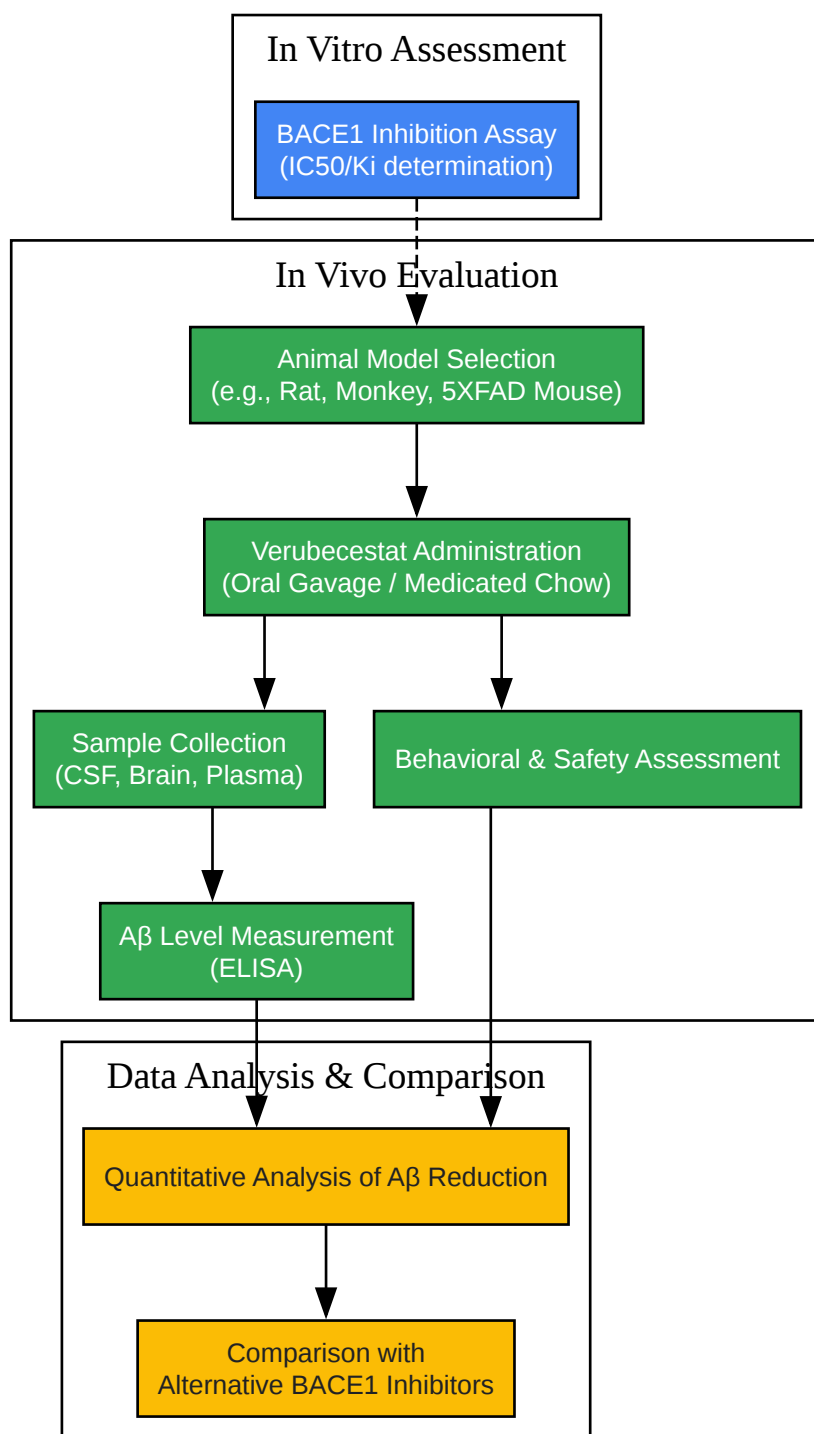 In Vitro Assessment
BACE1 Inhibition Assay
(IC50/Ki determination)
In Vivo Evaluation
Animal Model Selection
(e.g., Rat, Monkey, 5XFAD Mouse)
Verubecestat Administration
(Oral Gavage / Medicated Chow)
Sample Collection
(CSF, Brain, Plasma)
Behavioral & Safety Assessment
Aβ Level Measurement
(ELISA)
Data Analysis & Comparison
Quantitative Analysis of Aβ Reduction
Comparison with
Alternative BACE1 Inhibitors